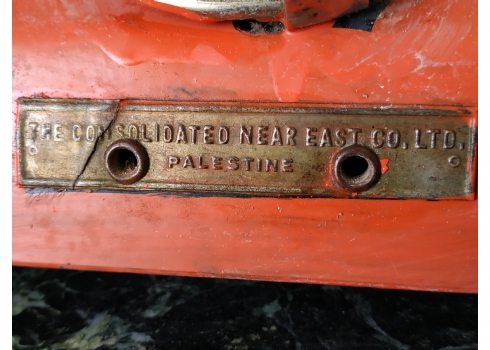 THE CONSOLIDATED NEAR EAST CO. LTD.
PALESTINE